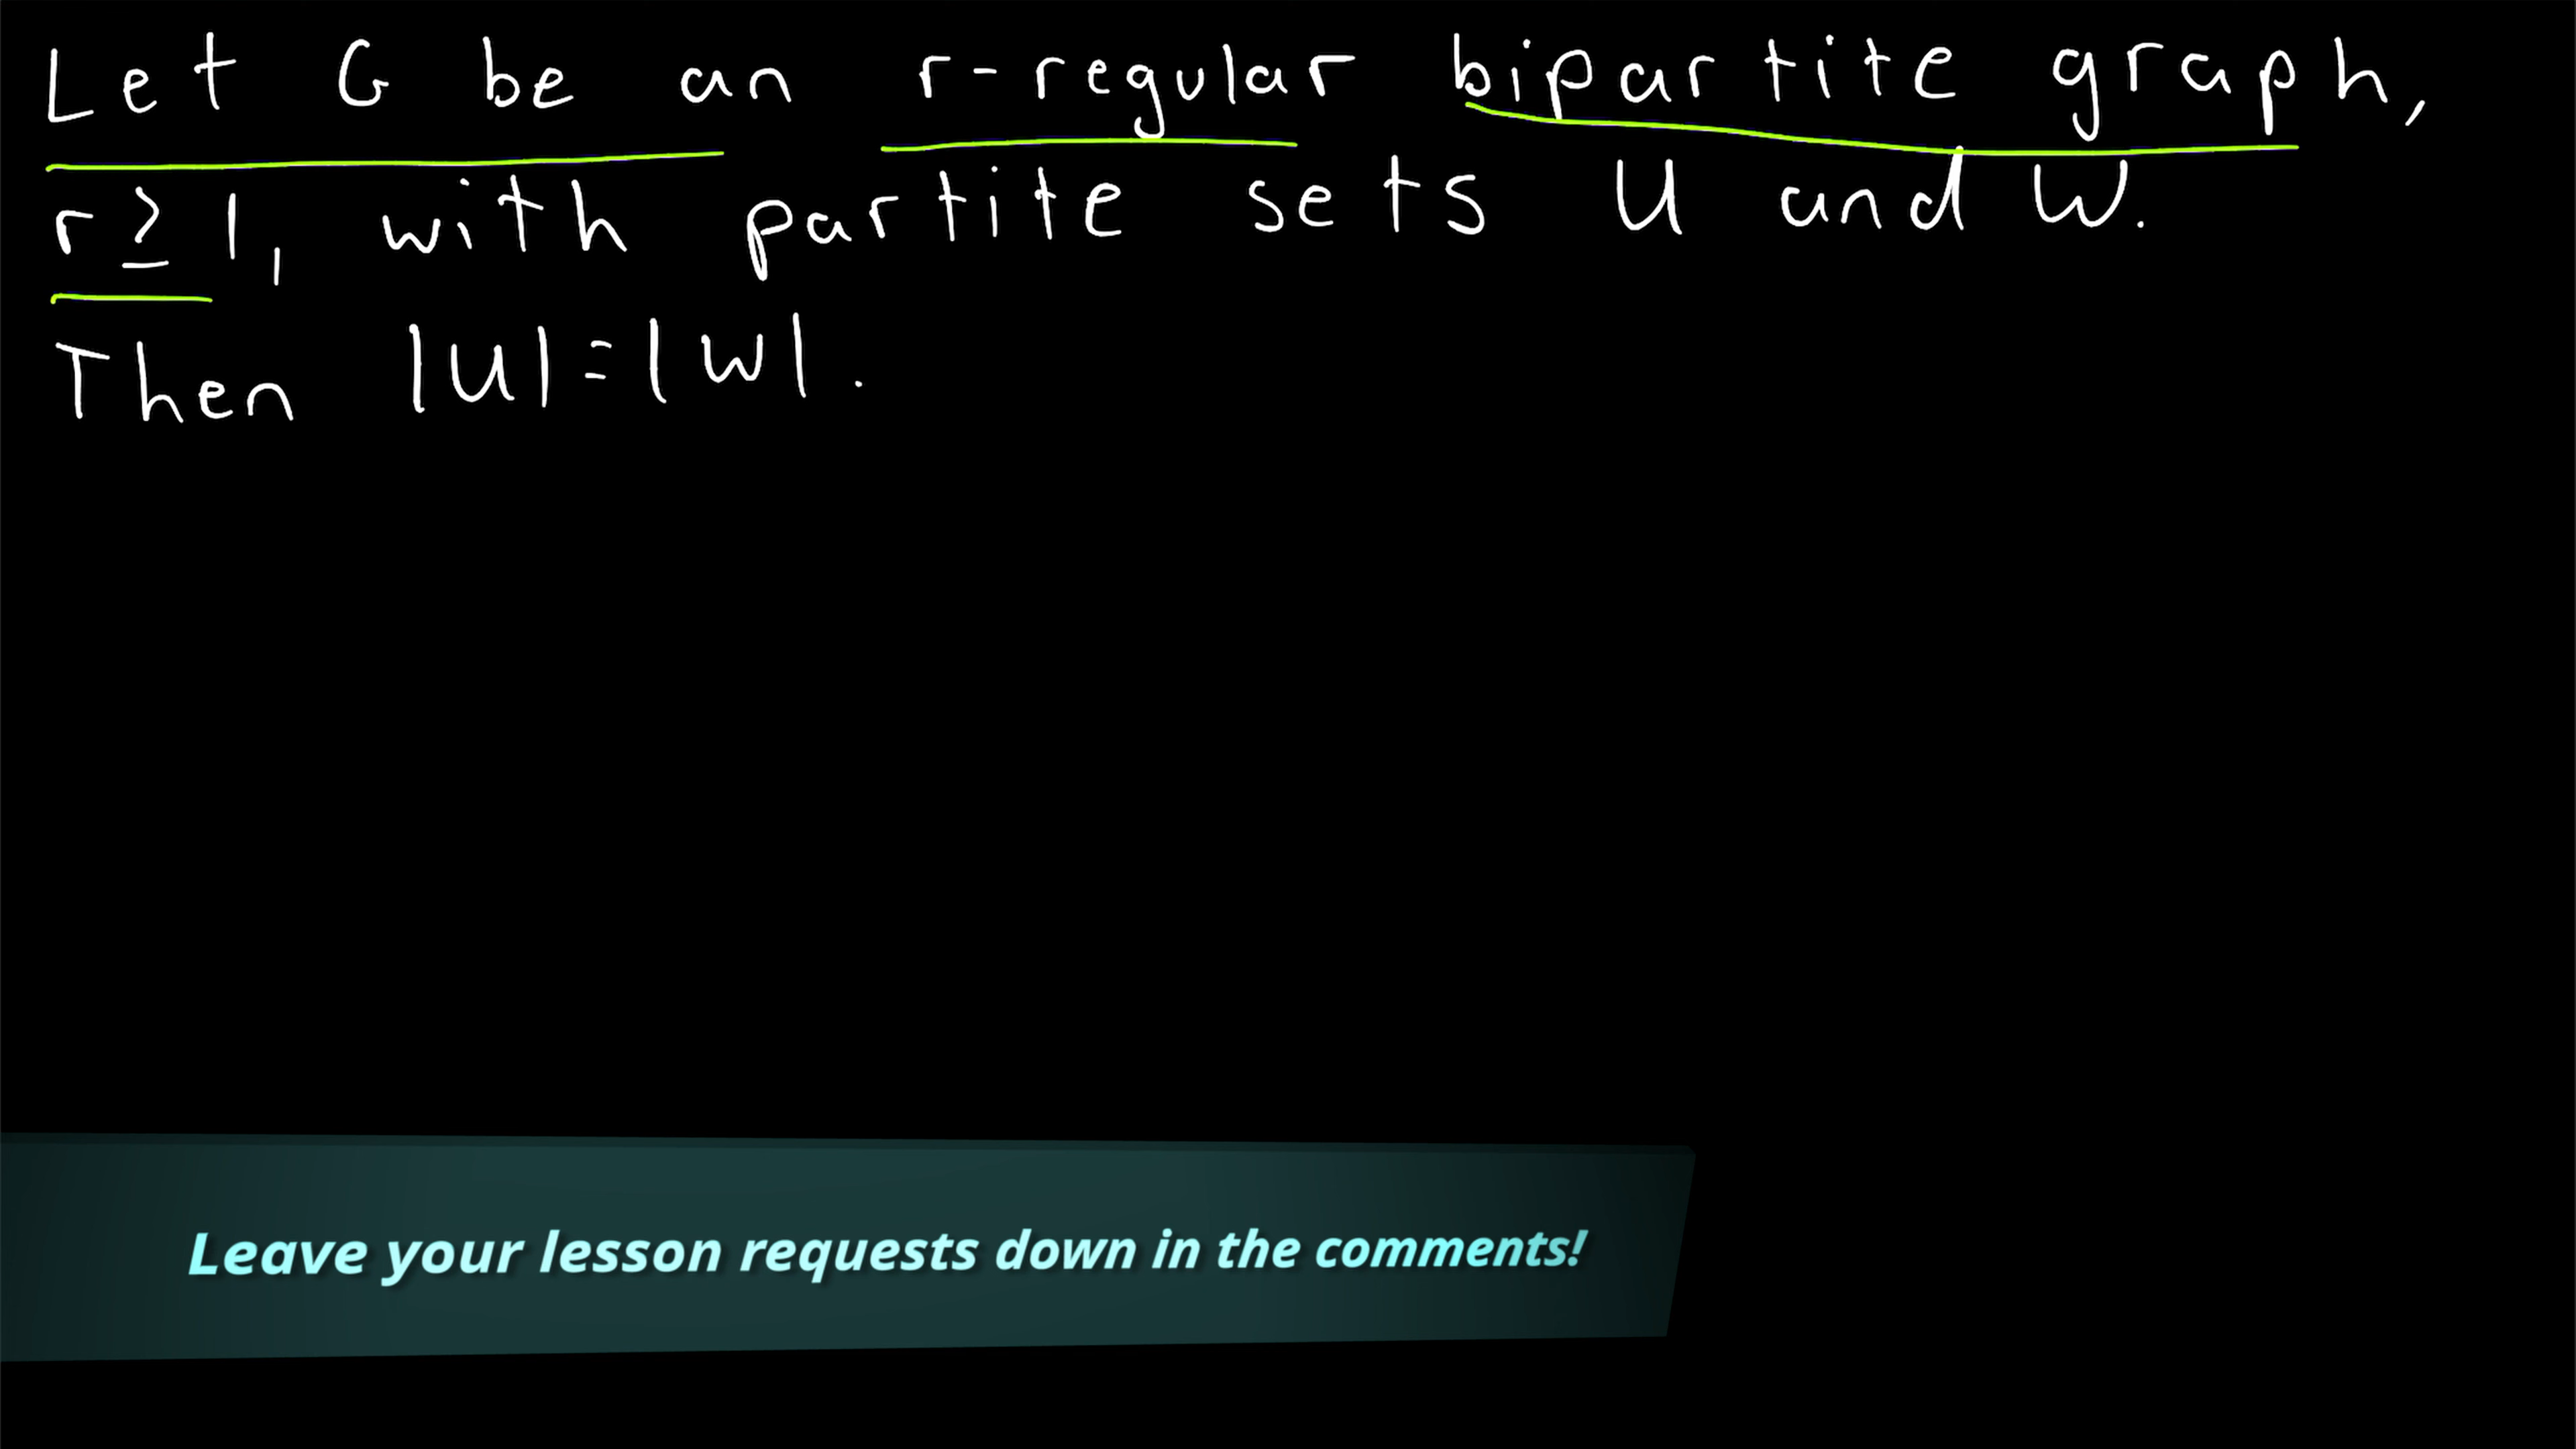 Let G be an r-regular bipartite graph,
r ≥ 1, with partite sets U and W.
Then |U| = |W|.
Leave your lesson requests down in the comments!